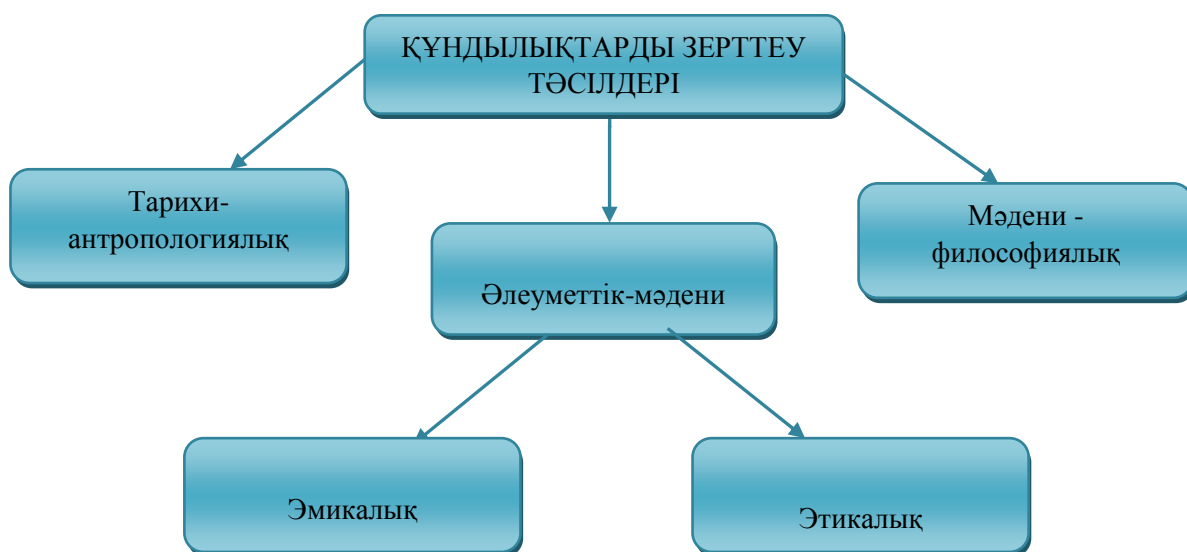 ҚҰНДЫЛЫҚТАРДЫ ЗЕРТТЕУ
ТӘСІЛДЕРІ
Тарихи-
антропологиялық
Әлеуметтік-мәдени
Мәдени -
философиялық
Эмикалық
Этикалық